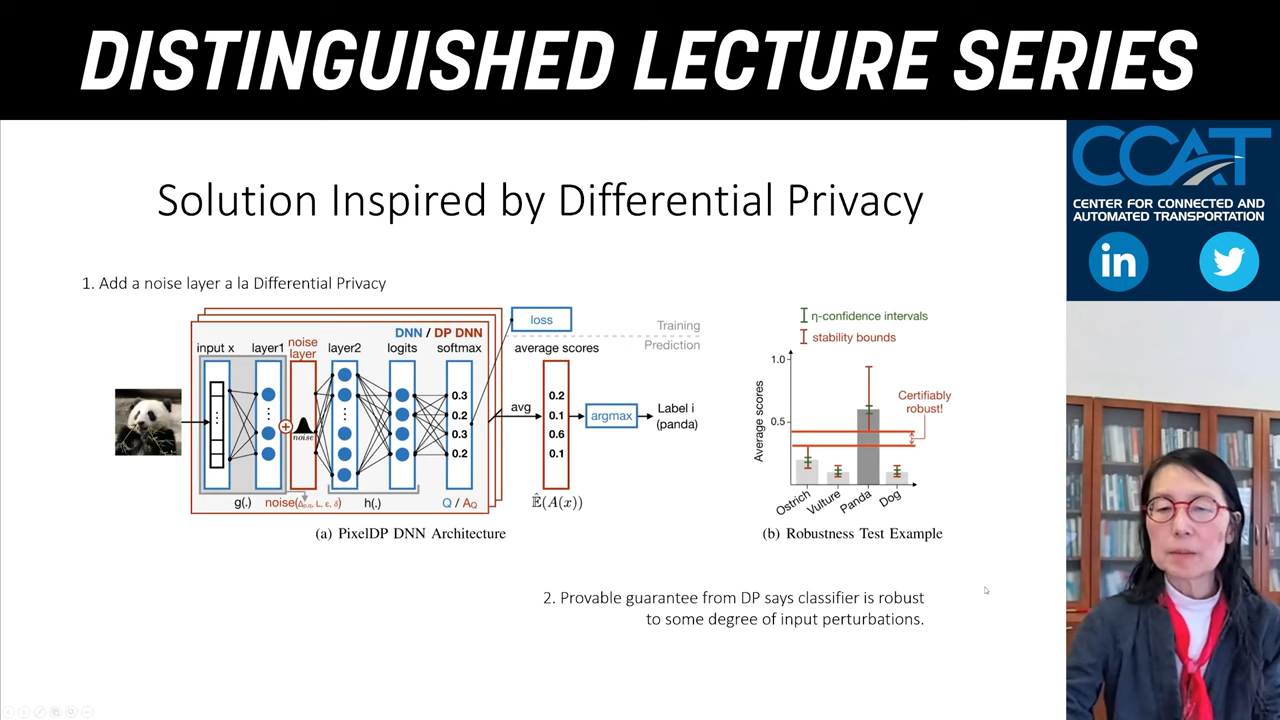 DISTINGUISHED LECTURE SERIES
CCAT
CENTER FOR CONNECTED AND
AUTOMATED TRANSPORTATION
in
Solution Inspired by Differential Privacy
1. Add a noise layer a la Differential Privacy
DNN / DP DNN
input x
layer1
noise
layer
layer2
logits
softmax
noise
0.3
0.2
0.3
0.2
g(.)
noise(Δp,q, L, ε, δ)
h(.)
Q / AQ
loss
Training
Prediction
average scores
avg
0.2
0.1
0.6
0.1
argmax
Label i
(panda)
𝔼̂(A(x))
(a) PixelDP DNN Architecture
η-confidence intervals
stability bounds
1.0
0.5
Average scores
Certifiably
robust!
Ostrich
Vulture
Panda
Dog
(b) Robustness Test Example
2. Provable guarantee from DP says classifier is robust
to some degree of input perturbations.